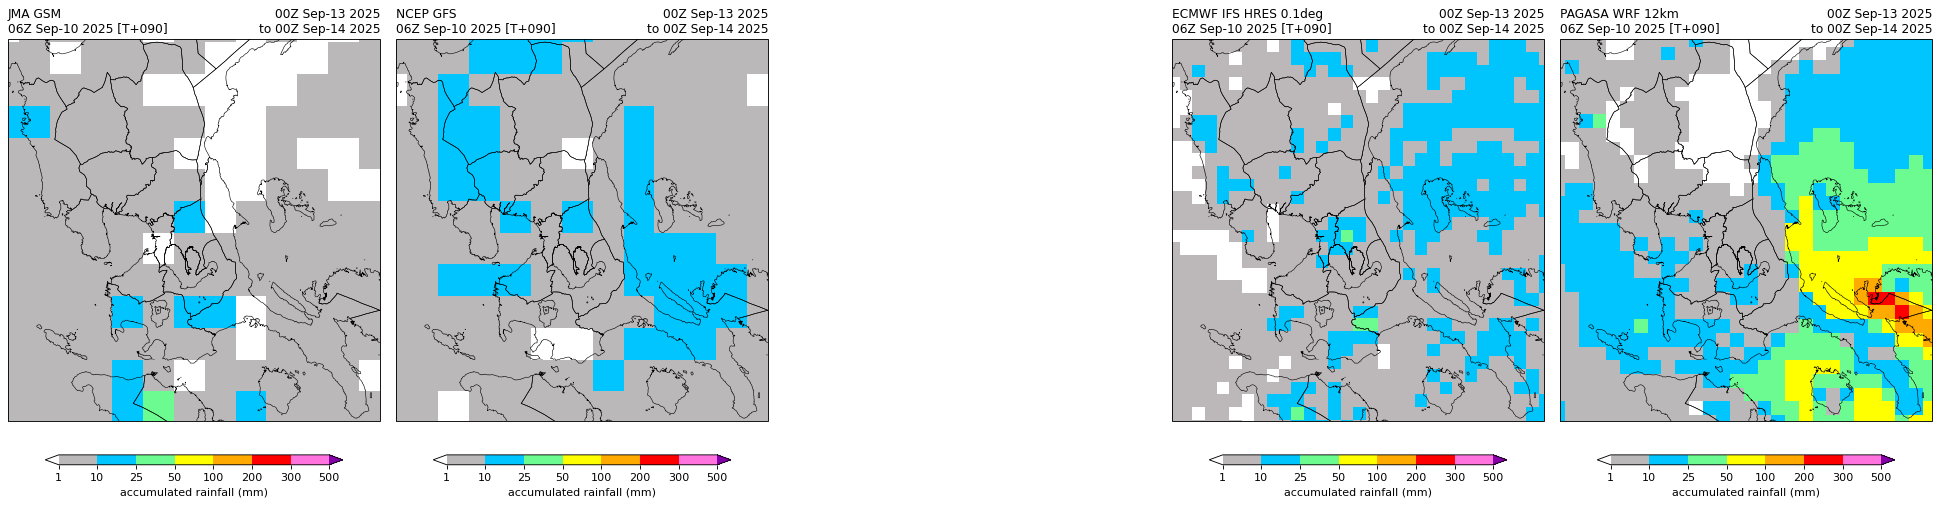 JMA GSM 00Z Sep-13 2025
06Z Sep-10 2025 [T+090] to 00Z Sep-14 2025
1 10 25 50 100 200 300 500
accumulated rainfall (mm)
NCEP GFS 00Z Sep-13 2025
06Z Sep-10 2025 [T+090] to 00Z Sep-14 2025
1 10 25 50 100 200 300 500
accumulated rainfall (mm)
ECMWF IFS HRES 0.1deg 00Z Sep-13 2025
06Z Sep-10 2025 [T+090] to 00Z Sep-14 2025
1 10 25 50 100 200 300 500
accumulated rainfall (mm)
PAGASA WRF 12km 00Z Sep-13 2025
06Z Sep-10 2025 [T+090] to 00Z Sep-14 2025
1 10 25 50 100 200 300 500
accumulated rainfall (mm)